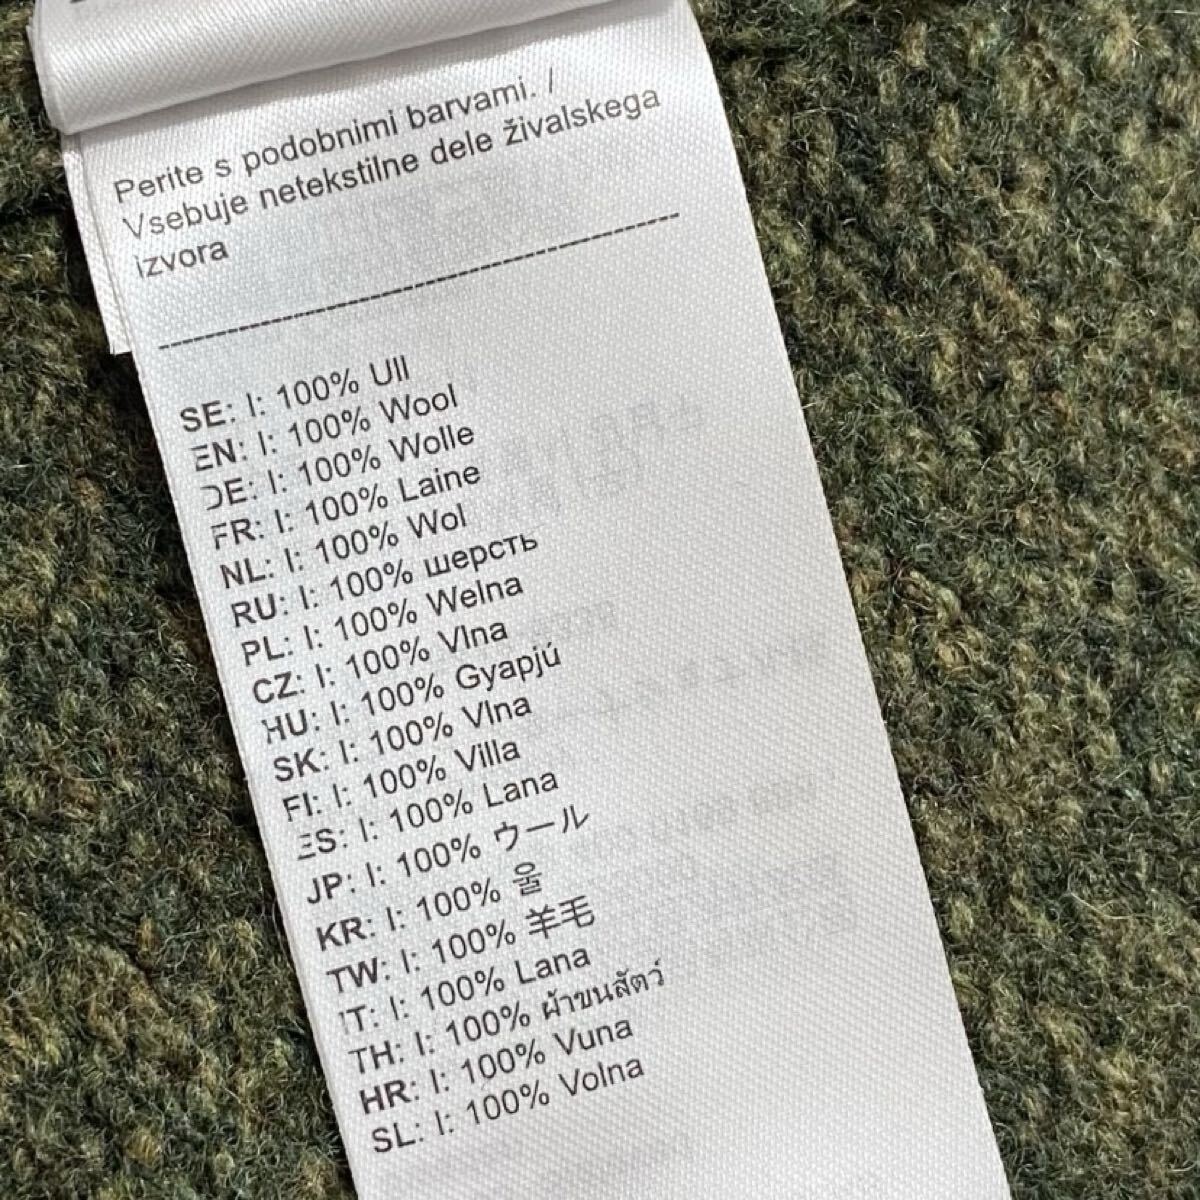 Perite s podobnimi barvami. /
Vsebuje netekstilne dele živalskega
izvora
SE: I: 100% Ull
EN: I: 100% Wool
DE: I: 100% Wolle
FR: I: 100% Laine
NL: I: 100% Wol
RU: I: 100% шерсть
PL: I: 100% Wełna
CZ: I: 100% Vlna
HU: I: 100% Gyapjú
SK: I: 100% Vlna
FI: I: 100% Villa
ES: I: 100% Lana
JP: I: 100% ウール
KR: I: 100% 울
TW: I: 100% 羊毛
IT: I: 100% Lana
TH: I: 100% ผ้าขนสัตว์
HR: I: 100% Vuna
SL: I: 100% Volna